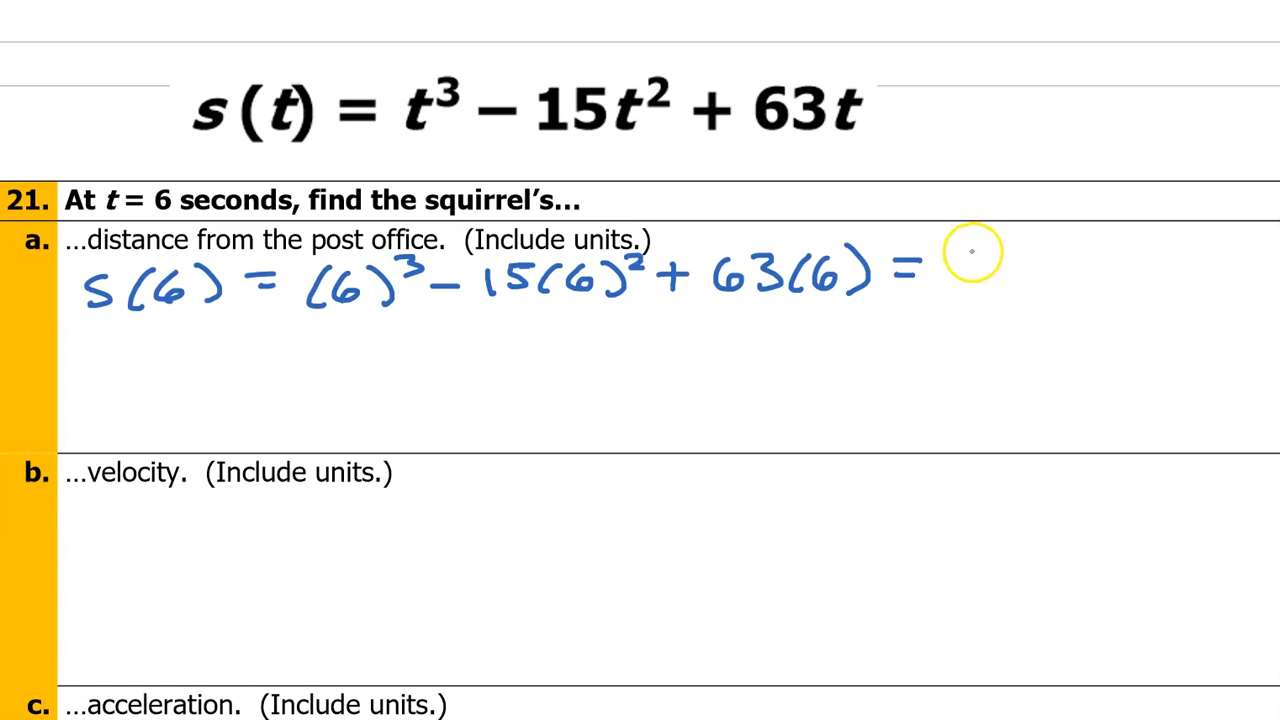 s(t) = t³ − 15t² + 63t
21. At t = 6 seconds, find the squirrel’s...
a. ...distance from the post office. (Include units.)
s(6) = (6)³ − 15(6)² + 63(6) =
b. ...velocity. (Include units.)
c. ...acceleration. (Include units.)